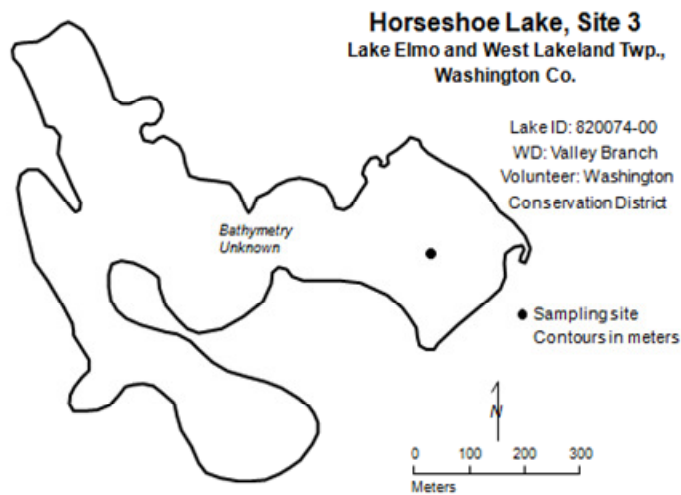 Horseshoe Lake, Site 3
Lake Elmo and West Lakeland Twp.,
Washington Co.
Lake ID: 820074-00
WD: Valley Branch
Volunteer: Washington
Conservation District
Bathymetry
Unknown
Sampling site
Contours in meters
N
0 100 200 300
Meters